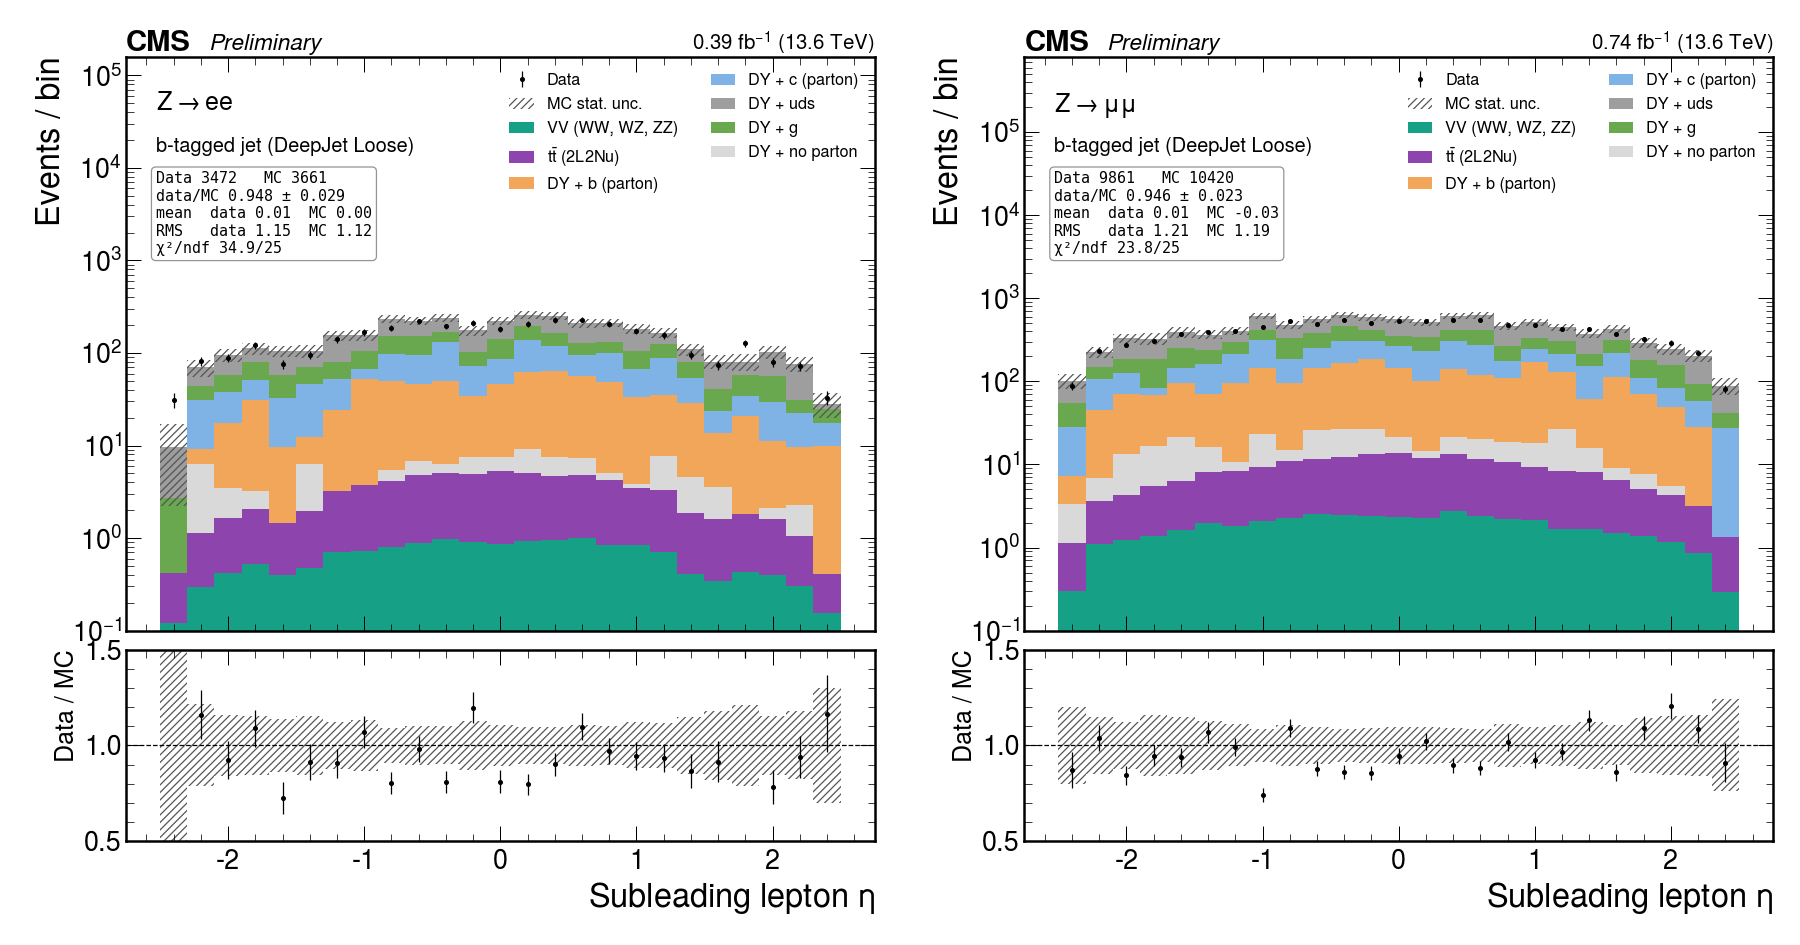 CMS Preliminary 0.39 fb⁻¹ (13.6 TeV)
Events / bin
10⁵
10⁴
10³
10²
10¹
10⁰
10⁻¹
Z → ee
b-tagged jet (DeepJet Loose)
Data 3472 MC 3661
data/MC 0.948 ± 0.029
mean data 0.01 MC 0.00
RMS data 1.15 MC 1.12
χ²/ndf 34.9/25
Data
MC stat. unc.
VV (WW, WZ, ZZ)
tt̄ (2L2Nu)
DY + b (parton)
DY + c (parton)
DY + uds
DY + g
DY + no parton
Data / MC
1.5
1.0
0.5
-2 -1 0 1 2
Subleading lepton η
CMS Preliminary 0.74 fb⁻¹ (13.6 TeV)
Events / bin
10⁵
10⁴
10³
10²
10¹
10⁰
10⁻¹
Z → μμ
b-tagged jet (DeepJet Loose)
Data 9861 MC 10420
data/MC 0.946 ± 0.023
mean data 0.01 MC -0.03
RMS data 1.21 MC 1.19
χ²/ndf 23.8/25
Data
MC stat. unc.
VV (WW, WZ, ZZ)
tt̄ (2L2Nu)
DY + b (parton)
DY + c (parton)
DY + uds
DY + g
DY + no parton
Data / MC
1.5
1.0
0.5
-2 -1 0 1 2
Subleading lepton η